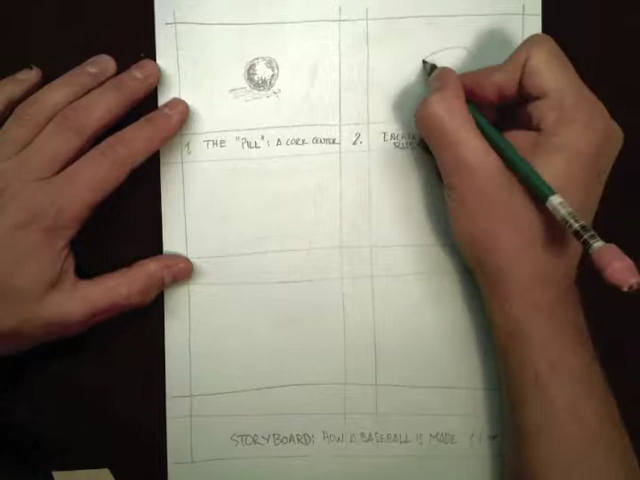 1. THE "PILL": A CORK CENTER
2.
STORYBOARD: HOW A BASEBALL IS MADE